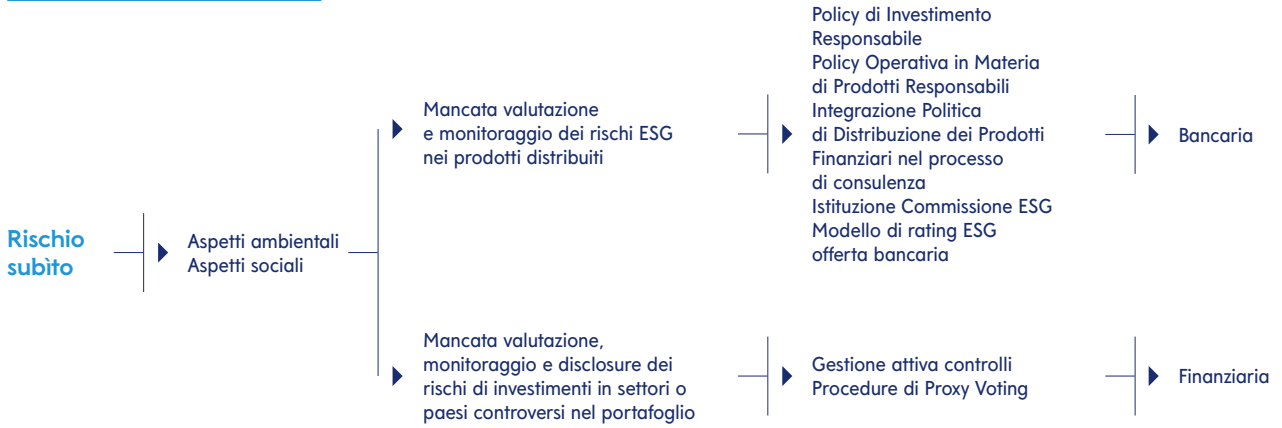 Rischio
subìto
Aspetti ambientali
Aspetti sociali
Mancata valutazione
e monitoraggio dei rischi ESG
nei prodotti distribuiti
Policy di Investimento
Responsabile
Policy Operativa in Materia
di Prodotti Responsabili
Integrazione Politica
di Distribuzione dei Prodotti
Finanziari nel processo
di consulenza
Istituzione Commissione ESG
Modello di rating ESG
offerta bancaria
Bancaria
Mancata valutazione,
monitoraggio e disclosure dei
rischi di investimenti in settori o
paesi controversi nel portafoglio
Gestione attiva controlli
Procedure di Proxy Voting
Finanziaria